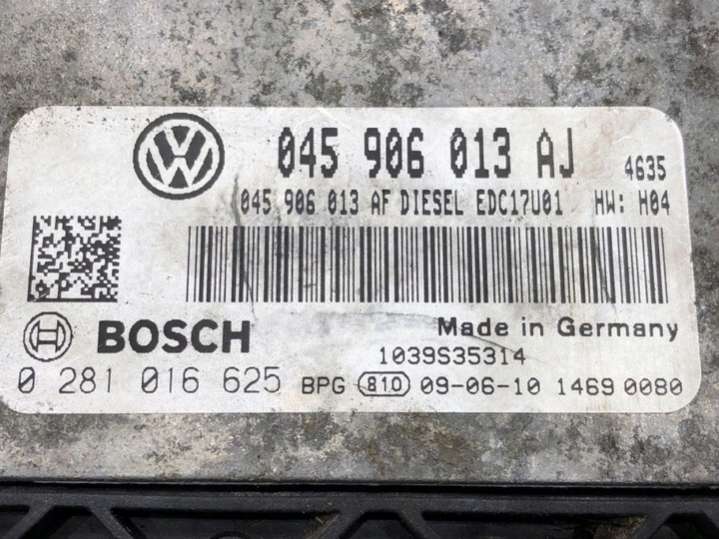 045 906 013 AJ 4635
045 906 013 AF DIESEL EDC17U01 HW: H04
BOSCH Made in Germany
1039S35314
0 281 016 625 BPG 810 09-06-10 1469 0080